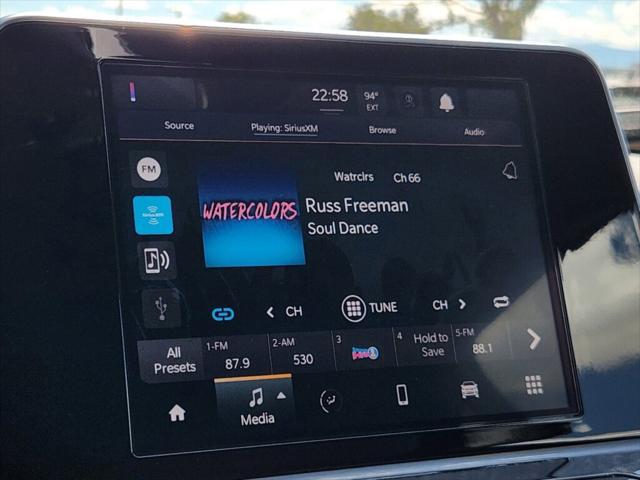 22:58
94°
EXT
Source
Playing: SiriusXM
Browse
Audio
FM
Watrclrs Ch 66
WATERCOLORS
Russ Freeman
SiriusXM
Soul Dance
< CH
TUNE
CH >
All
Presets
1-FM
87.9
2-AM
530
3
4
Hold to
Save
5-FM
88.1
Media